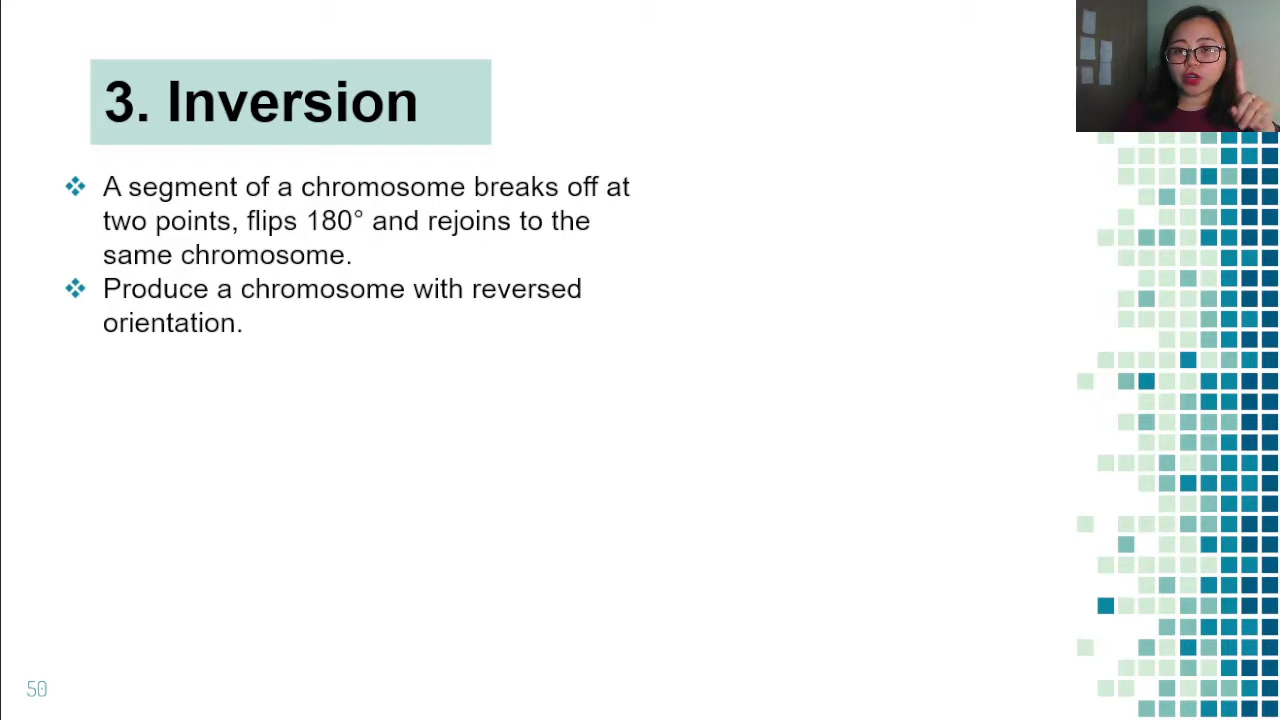 3. Inversion
A segment of a chromosome breaks off at
two points, flips 180° and rejoins to the
same chromosome.
Produce a chromosome with reversed
orientation.
50